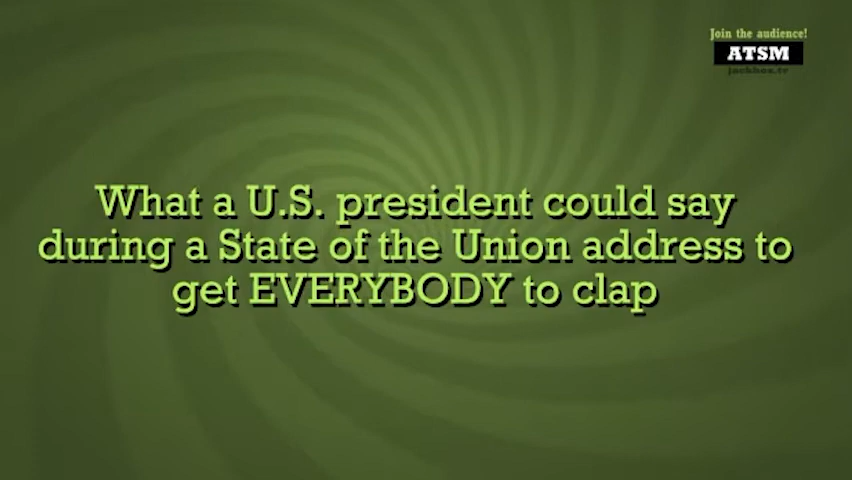 Join the audience!
ATSM
jackbox.tv
What a U.S. president could say
during a State of the Union address to
get EVERYBODY to clap